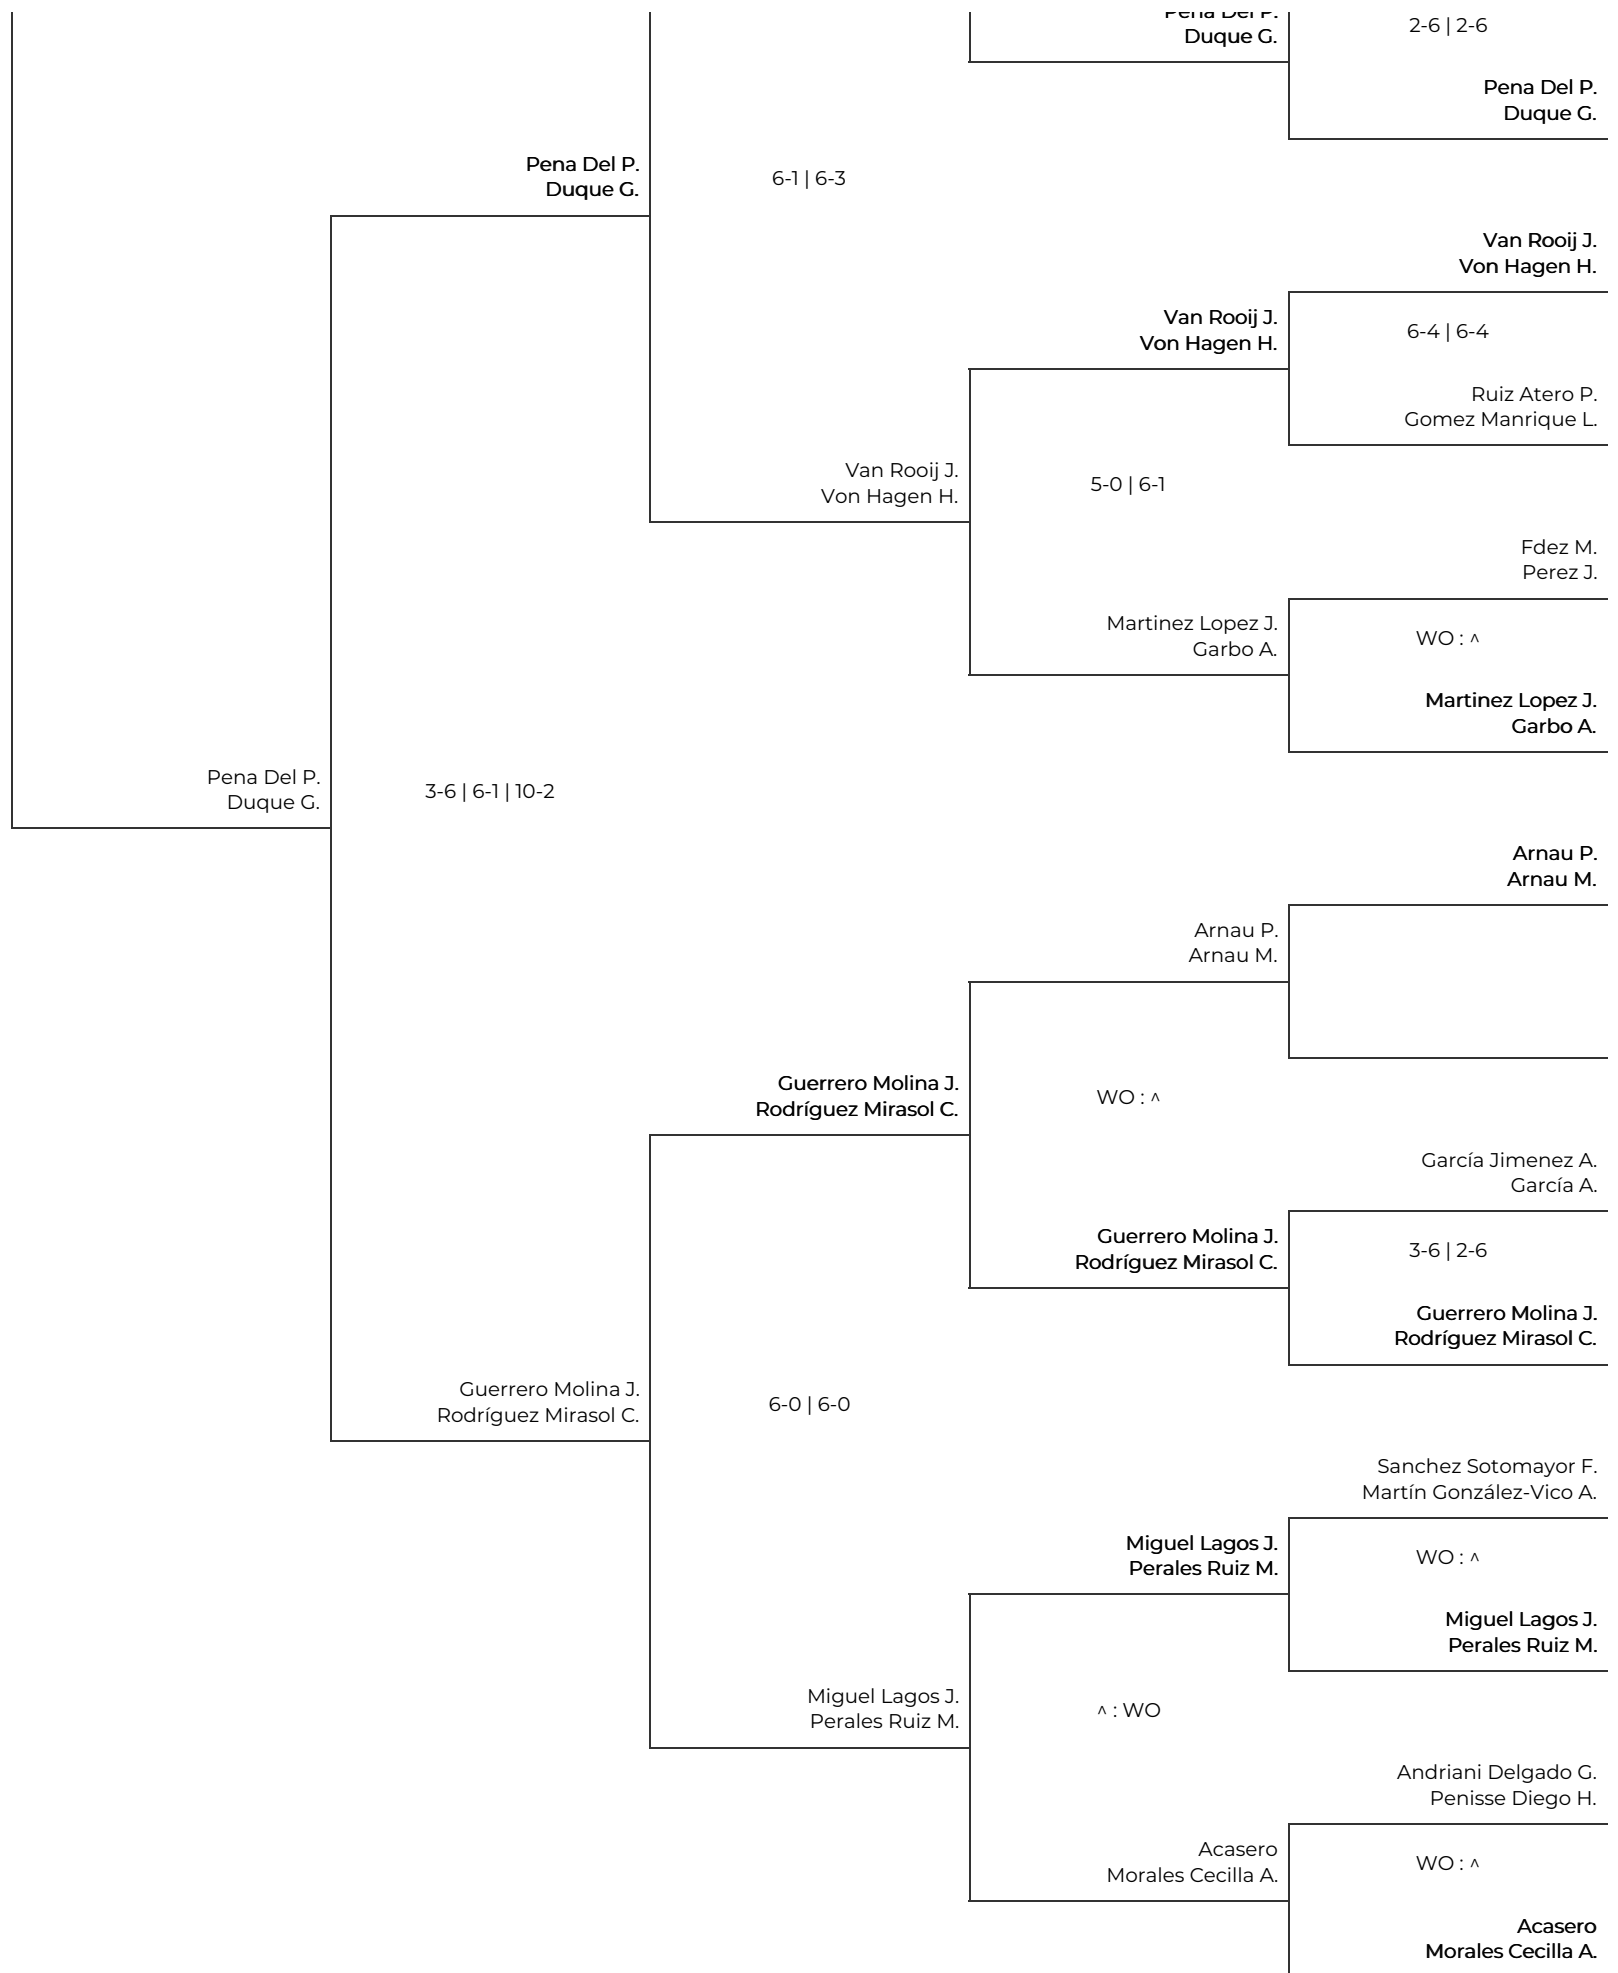 Pena Del P.
Duque G.
2-6 | 2-6
Pena Del P.
Duque G.
Pena Del P.
Duque G.
6-1 | 6-3
Van Rooij J.
Von Hagen H.
Van Rooij J.
Von Hagen H.
6-4 | 6-4
Ruiz Atero P.
Gomez Manrique L.
Van Rooij J.
Von Hagen H.
5-0 | 6-1
Fdez M.
Perez J.
Martinez Lopez J.
Garbo A.
WO : ^
Martinez Lopez J.
Garbo A.
Pena Del P.
Duque G.
3-6 | 6-1 | 10-2
Arnau P.
Arnau M.
Arnau P.
Arnau M.
Guerrero Molina J.
Rodríguez Mirasol C.
WO : ^
García Jimenez A.
García A.
Guerrero Molina J.
Rodríguez Mirasol C.
3-6 | 2-6
Guerrero Molina J.
Rodríguez Mirasol C.
Guerrero Molina J.
Rodríguez Mirasol C.
6-0 | 6-0
Sanchez Sotomayor F.
Martín González-Vico A.
Miguel Lagos J.
Perales Ruiz M.
WO : ^
Miguel Lagos J.
Perales Ruiz M.
Miguel Lagos J.
Perales Ruiz M.
^ : WO
Andriani Delgado G.
Penisse Diego H.
Acasero
Morales Cecilla A.
WO : ^
Acasero
Morales Cecilla A.